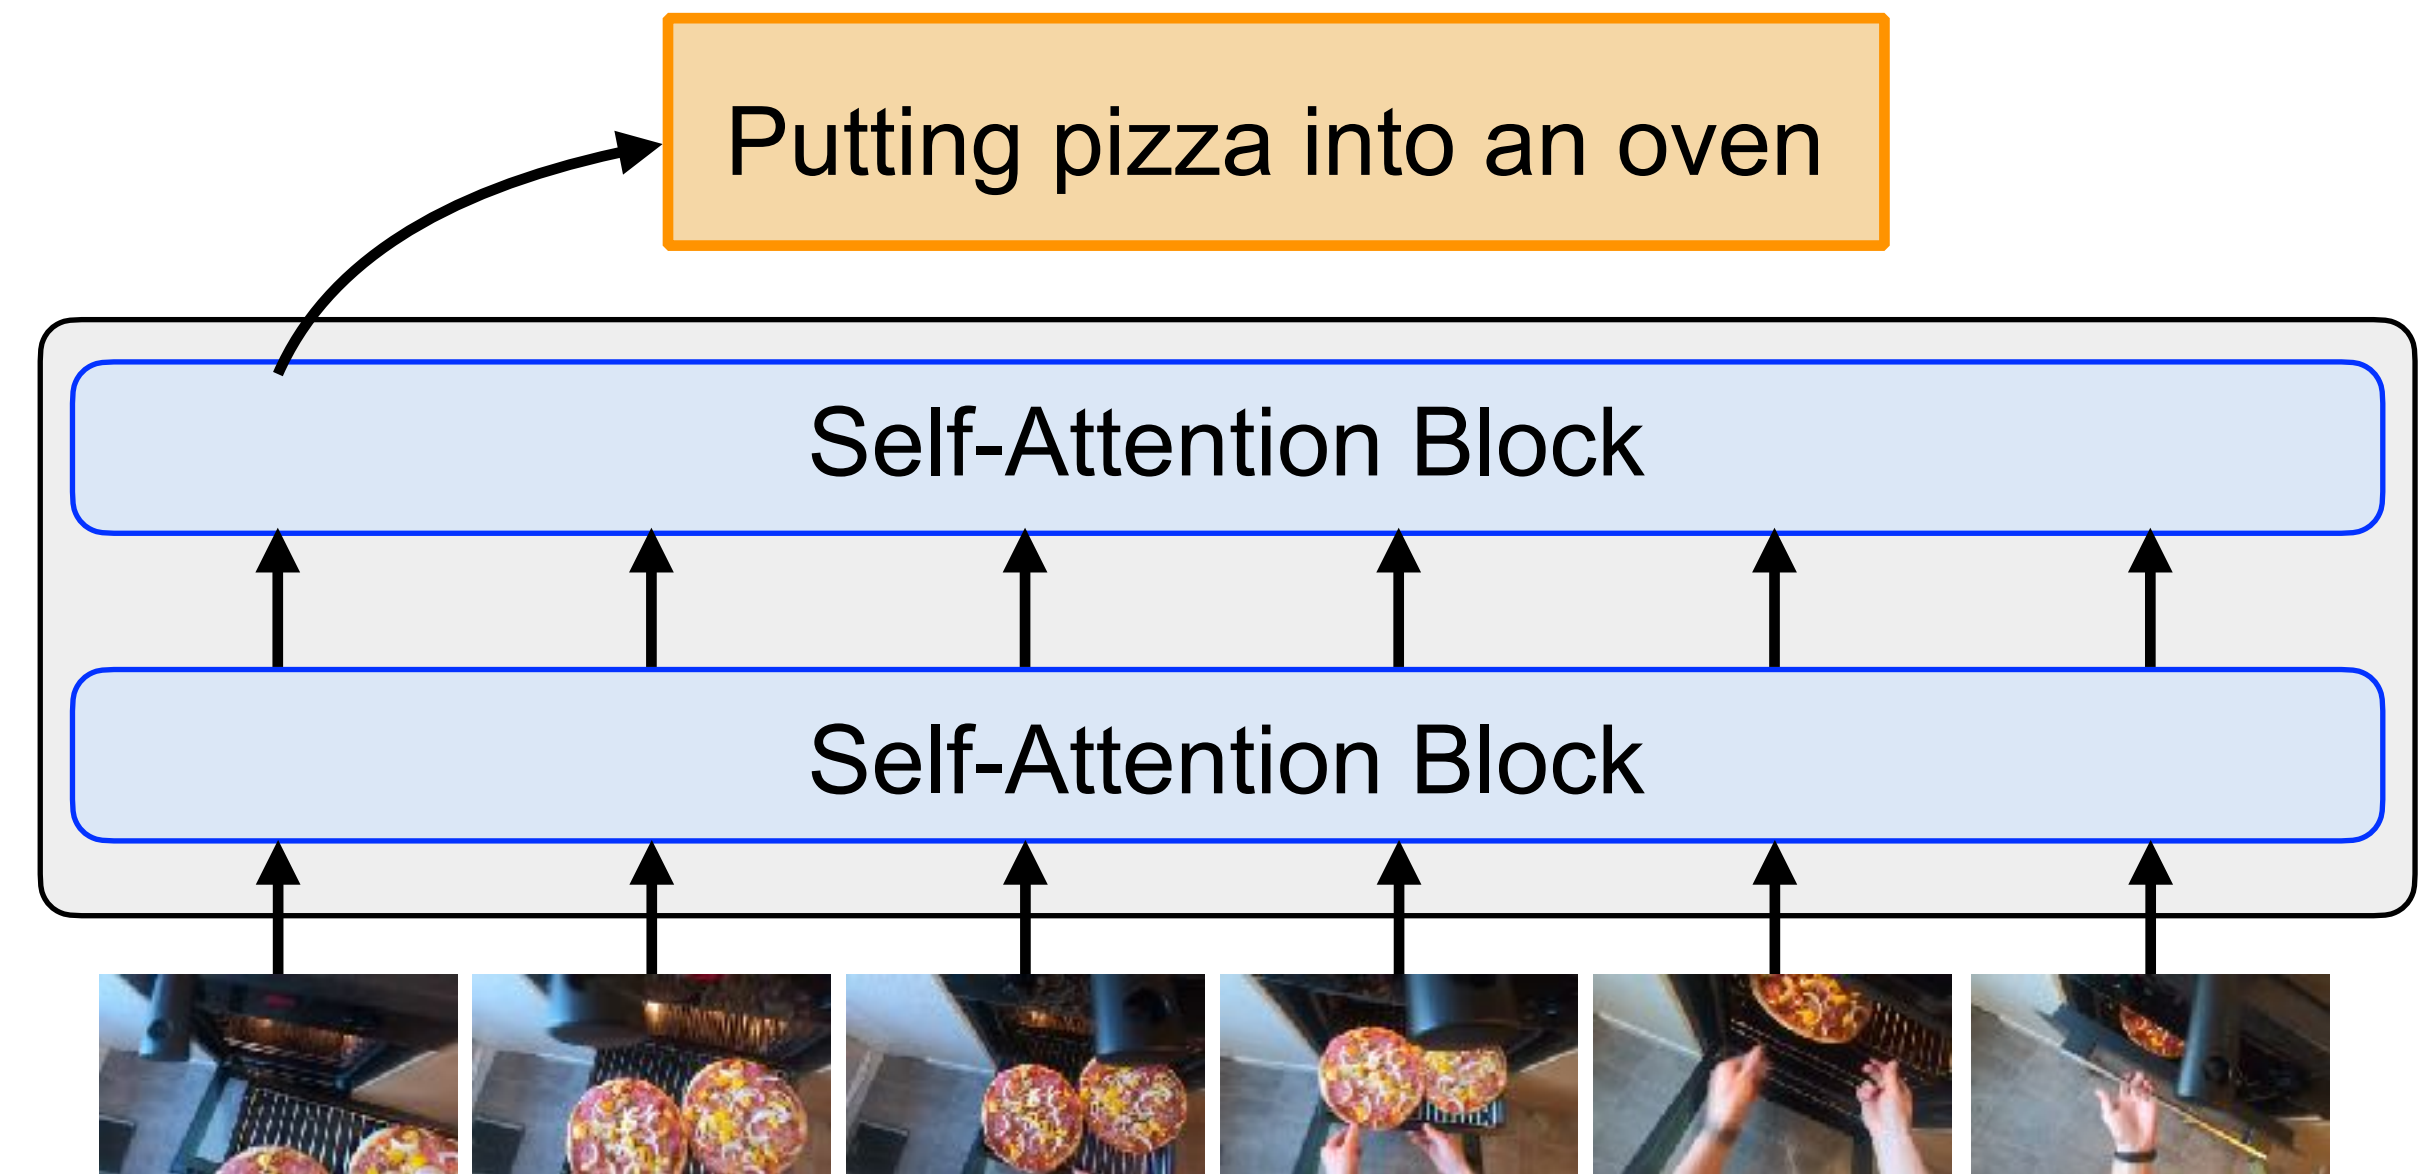 Putting pizza into an oven
Self-Attention Block
Self-Attention Block